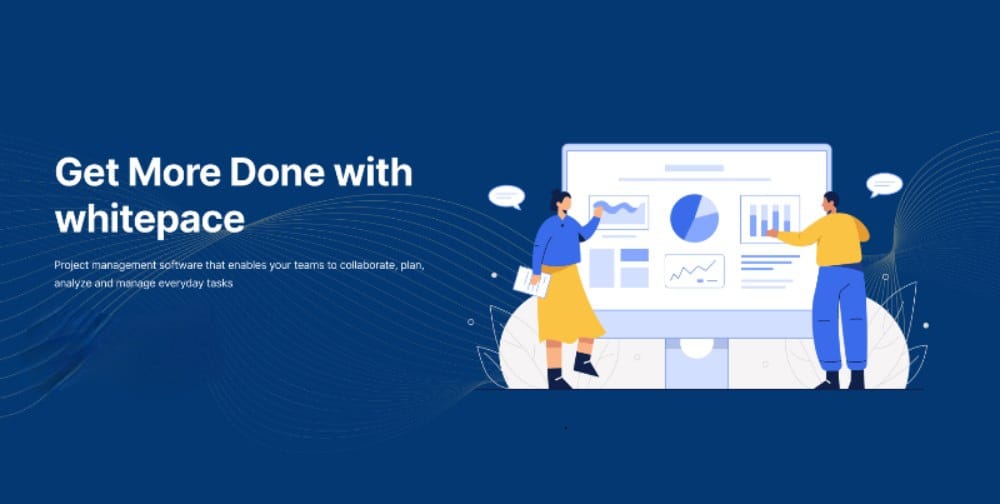 Get More Done with
whitepace
Project management software that enables your teams to collaborate, plan,
analyze and manage everyday tasks